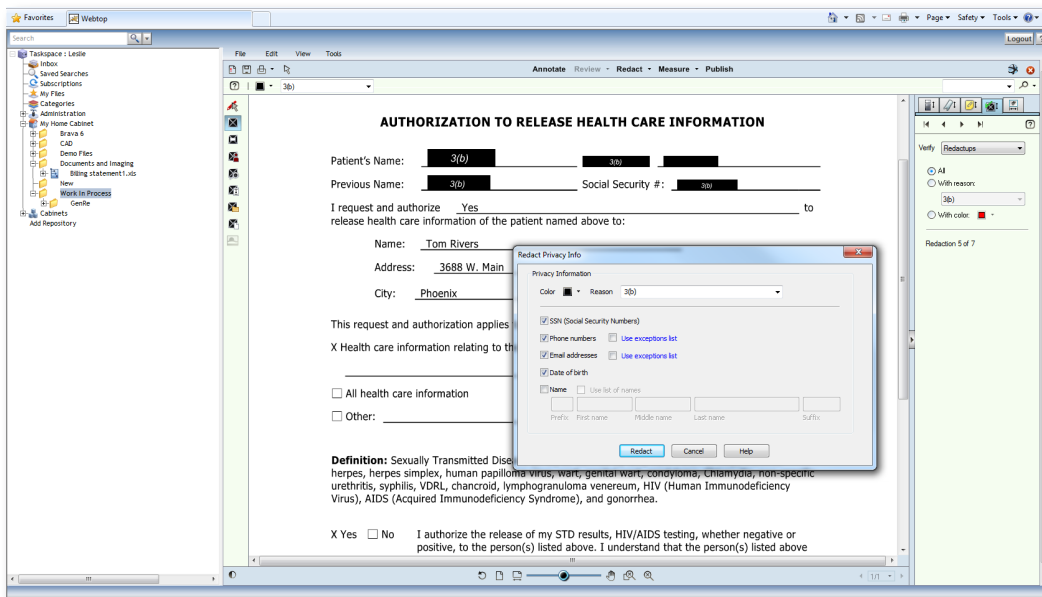 Favorites Webtop
Page Safety Tools
Search
Logout
Taskspace : Leslie
Inbox
Saved Searches
Subscriptions
My Files
Categories
Administration
My Home Cabinet
Brava 6
CAD
Demo Files
Documents and Imaging
Billing statement1.xls
New
Work In Process
GenRe
Cabinets
Add Repository
File Edit View Tools
Annotate Review - Redact - Measure - Publish
3(b)
AUTHORIZATION TO RELEASE HEALTH CARE INFORMATION
Patient's Name: 3(b) 3(b)
Previous Name: 3(b) Social Security #: 3(b)
I request and authorize Yes to
release health care information of the patient named above to:
Name: Tom Rivers
Address: 3688 W. Main
City: Phoenix
This request and authorization applies
X Health care information relating to th
All health care information
Other:
Definition: Sexually Transmitted Dise
herpes, herpes simplex, human papilloma virus, wart, genital wart, condyloma, Chlamydia, non-specific
urethritis, syphilis, VDRL, chancroid, lymphogranuloma venereum, HIV (Human Immunodeficiency
Virus), AIDS (Acquired Immunodeficiency Syndrome), and gonorrhea.
X Yes No I authorize the release of my STD results, HIV/AIDS testing, whether negative or
positive, to the person(s) listed above. I understand that the person(s) listed above
Redact Privacy Info
Privacy Information
Color Reason 3(b)
SSN (Social Security Numbers)
Phone numbers Use exceptions list
Email addresses Use exceptions list
Date of birth
Name Use list of names
Prefix First name Middle name Last name Suffix
Redact Cancel Help
Verify Redactups
All
With reason:
3(b)
With color:
Redaction 5 of 7
1/1